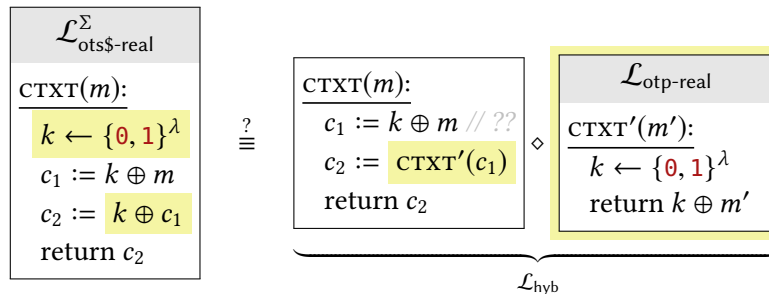 𝓛^Σ_ots$-real
CTXT(m):
k ← {0, 1}^λ
c₁ := k ⊕ m
c₂ := k ⊕ c₁
return c₂
≡^?
CTXT(m):
c₁ := k ⊕ m // ??
c₂ := CTXT′(c₁)
return c₂
⋄
𝓛_otp-real
CTXT′(m′):
k ← {0, 1}^λ
return k ⊕ m′
𝓛_hyb